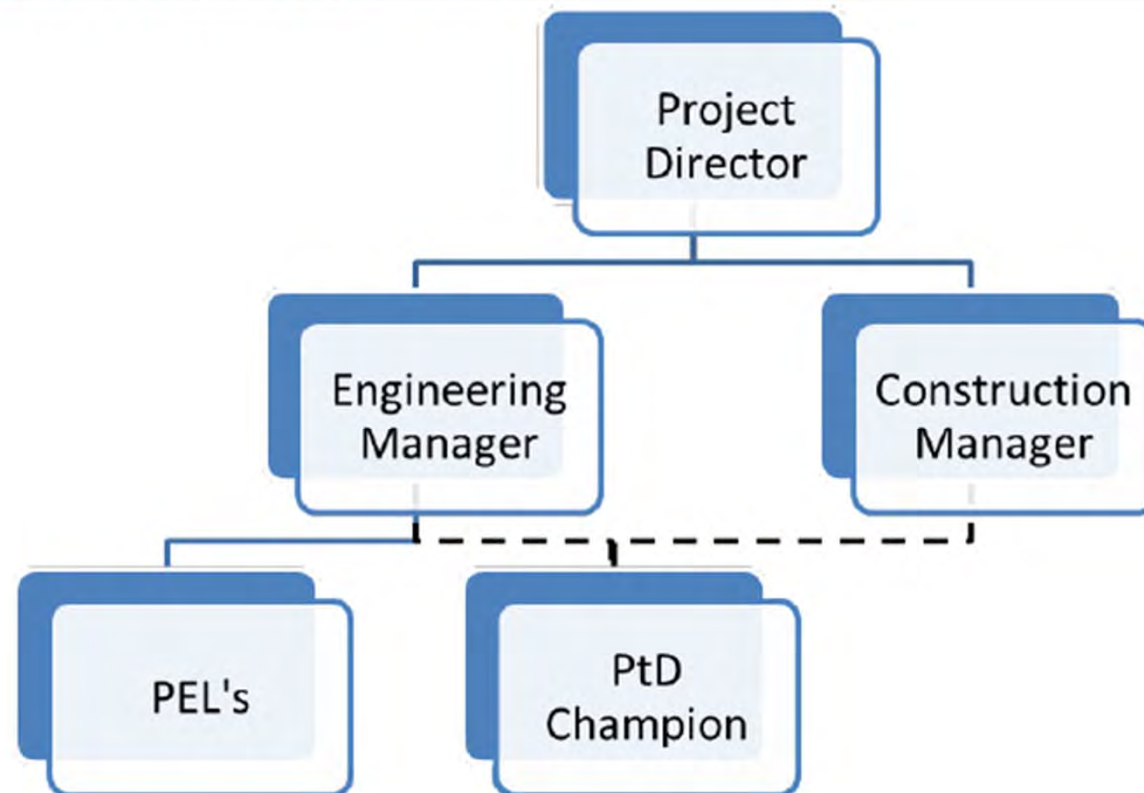 Project
Director
Engineering
Manager
Construction
Manager
PEL's
PtD
Champion